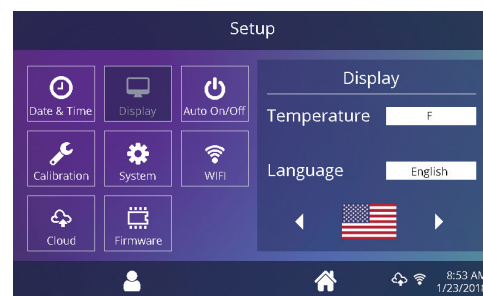 Setup
Date & Time
Display
Auto On/Off
Calibration
System
WIFI
Cloud
Firmware
Display
Temperature
F
Language
English
8:53 AM
1/23/2018